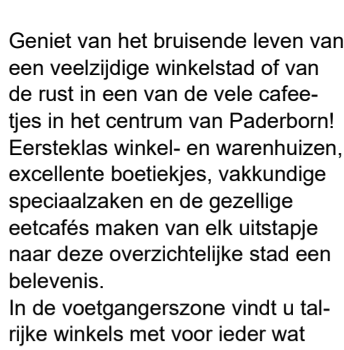 Geniet van het bruisende leven van
een veelzijdige winkelstad of van
de rust in een van de vele cafee-
tjes in het centrum van Paderborn!
Eersteklas winkel- en warenhuizen,
excellente boetiekjes, vakkundige
speciaalzaken en de gezellige
eetcafés maken van elk uitstapje
naar deze overzichtelijke stad een
belevenis.
In de voetgangerszone vindt u tal-
rijke winkels met voor ieder wat